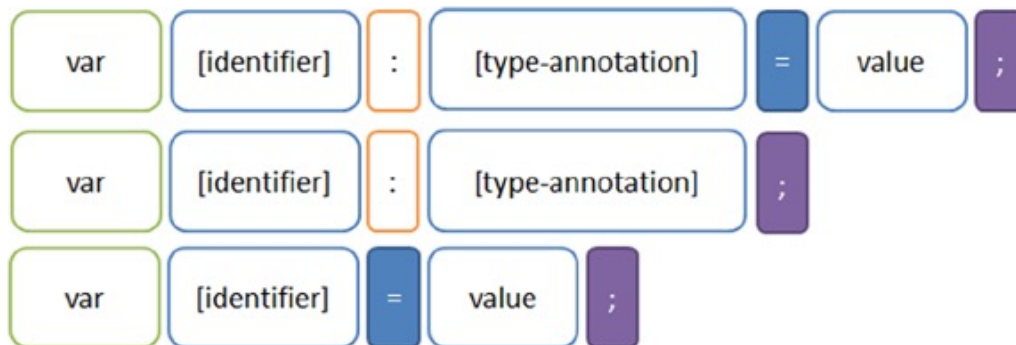 var [identifier] : [type-annotation] = value ;
var [identifier] : [type-annotation] ;
var [identifier] = value ;